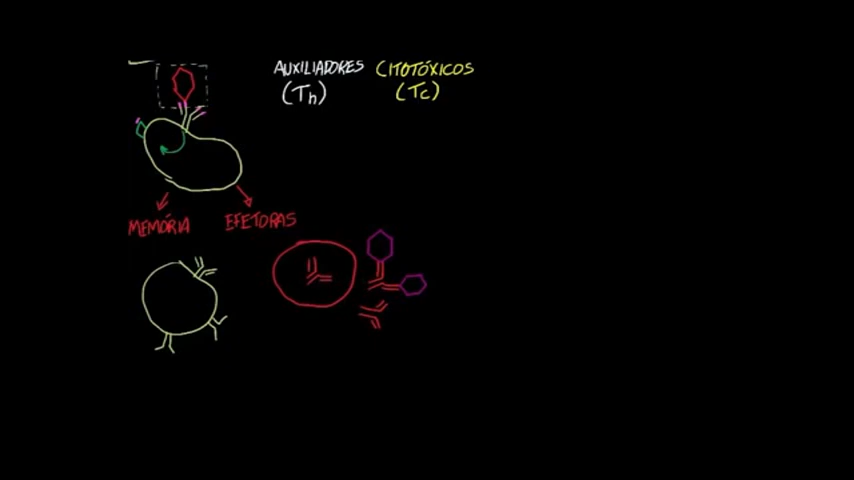 AUXILIADORES CITOTÓXICOS
(Th) (Tc)
MEMÓRIA EFETORAS